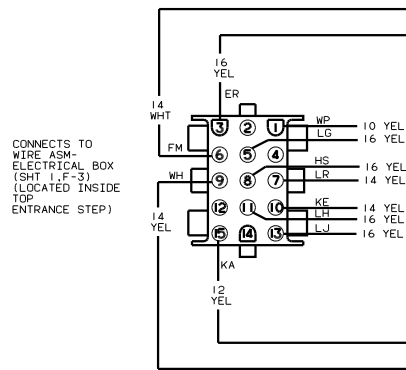 16
YEL
ER
14
WHT
3 2 1
WP
10 YEL
LG
16 YEL
FM
6 5 4
CONNECTS TO
WIRE ASM-
ELECTRICAL BOX
(SHT 1,F-3)
(LOCATED INSIDE
TOP
ENTRANCE STEP)
HS
16 YEL
WH
9 8 7
LR
14 YEL
KE
12 11 10
14 YEL
LH
16 YEL
14
YEL
15 14 13
LJ
16 YEL
KA
12
YEL